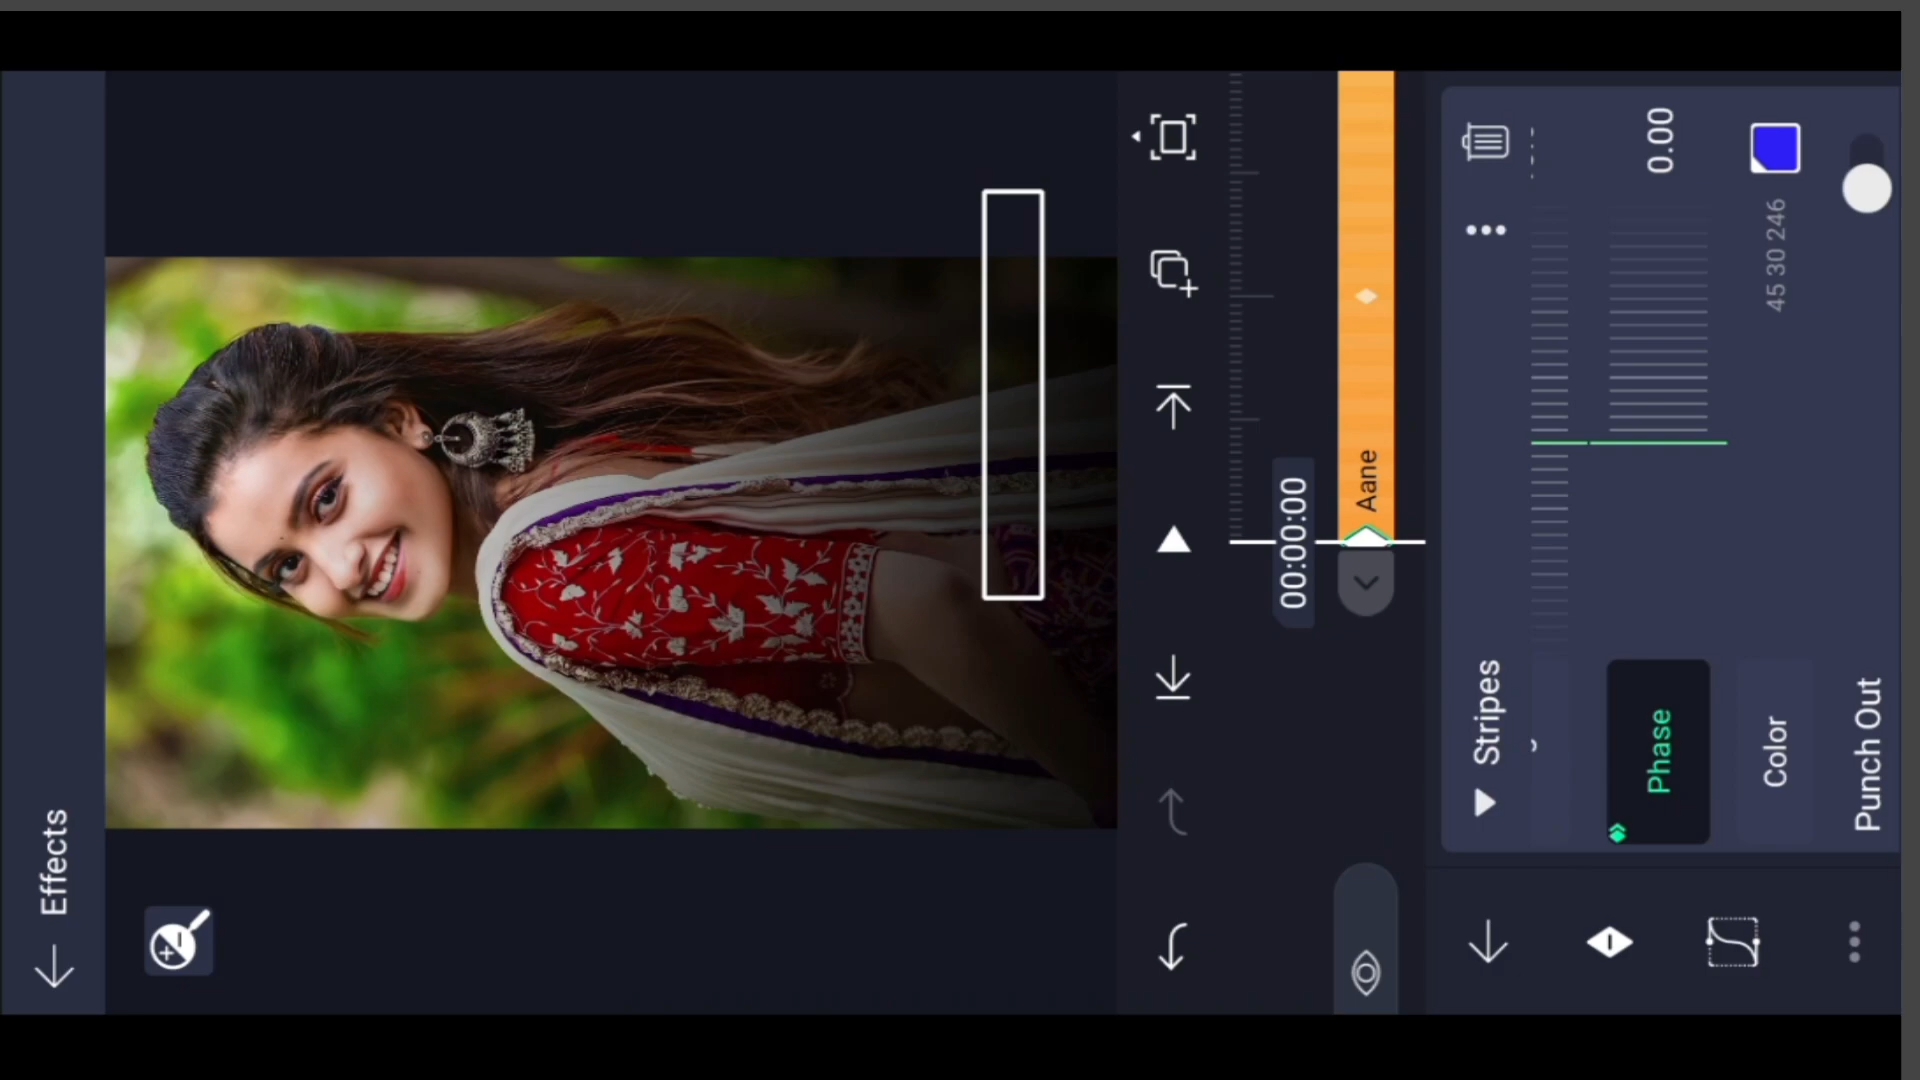 Effects
00:00:00
Aane
Stripes
Phase
0.00
Color
45 30 246
Punch Out